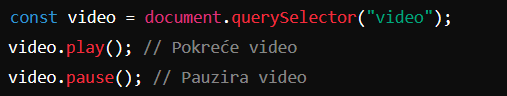 const video = document.querySelector("video");
video.play(); // Pokreće video
video.pause(); // Pauzira video